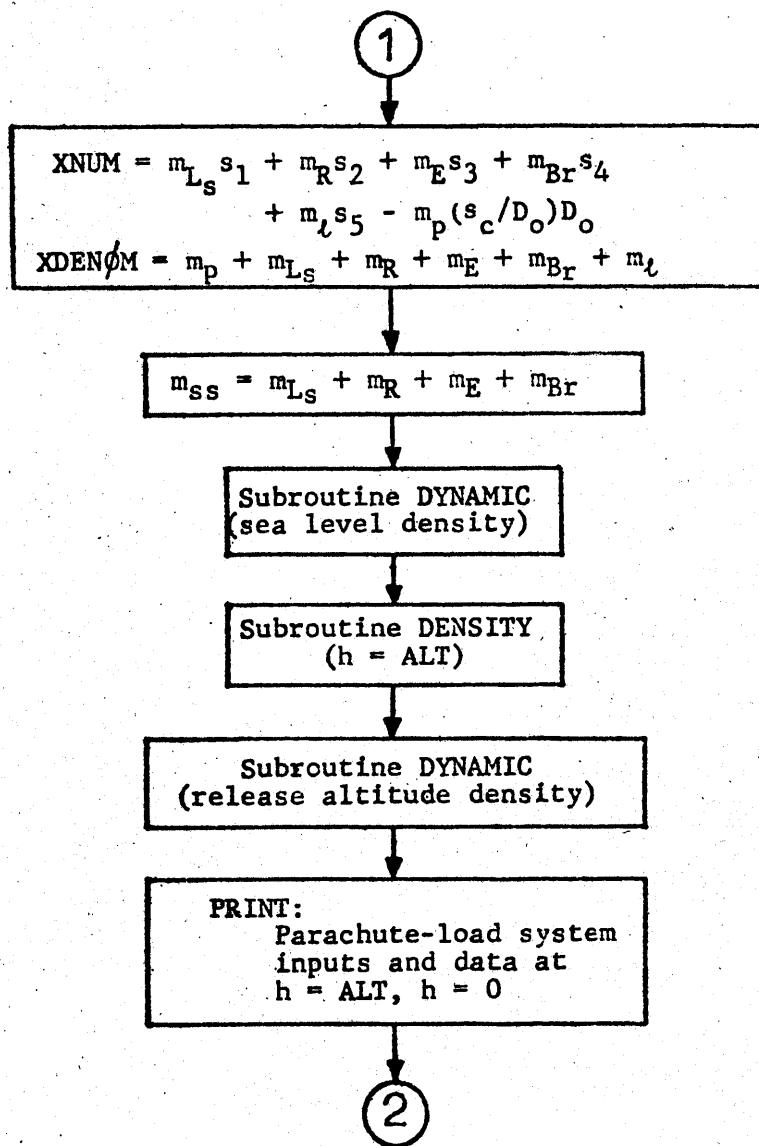 1
XNUM = m_{L_s} s_1 + m_R s_2 + m_E s_3 + m_{Br} s_4
+ m_ℓ s_5 - m_p(s_c/D_o)D_o
XDENØM = m_p + m_{L_s} + m_R + m_E + m_{Br} + m_ℓ
m_{ss} = m_{L_s} + m_R + m_E + m_{Br}
Subroutine DYNAMIC
(sea level density)
Subroutine DENSITY
(h = ALT)
Subroutine DYNAMIC
(release altitude density)
PRINT:
Parachute-load system
inputs and data at
h = ALT, h = 0
2